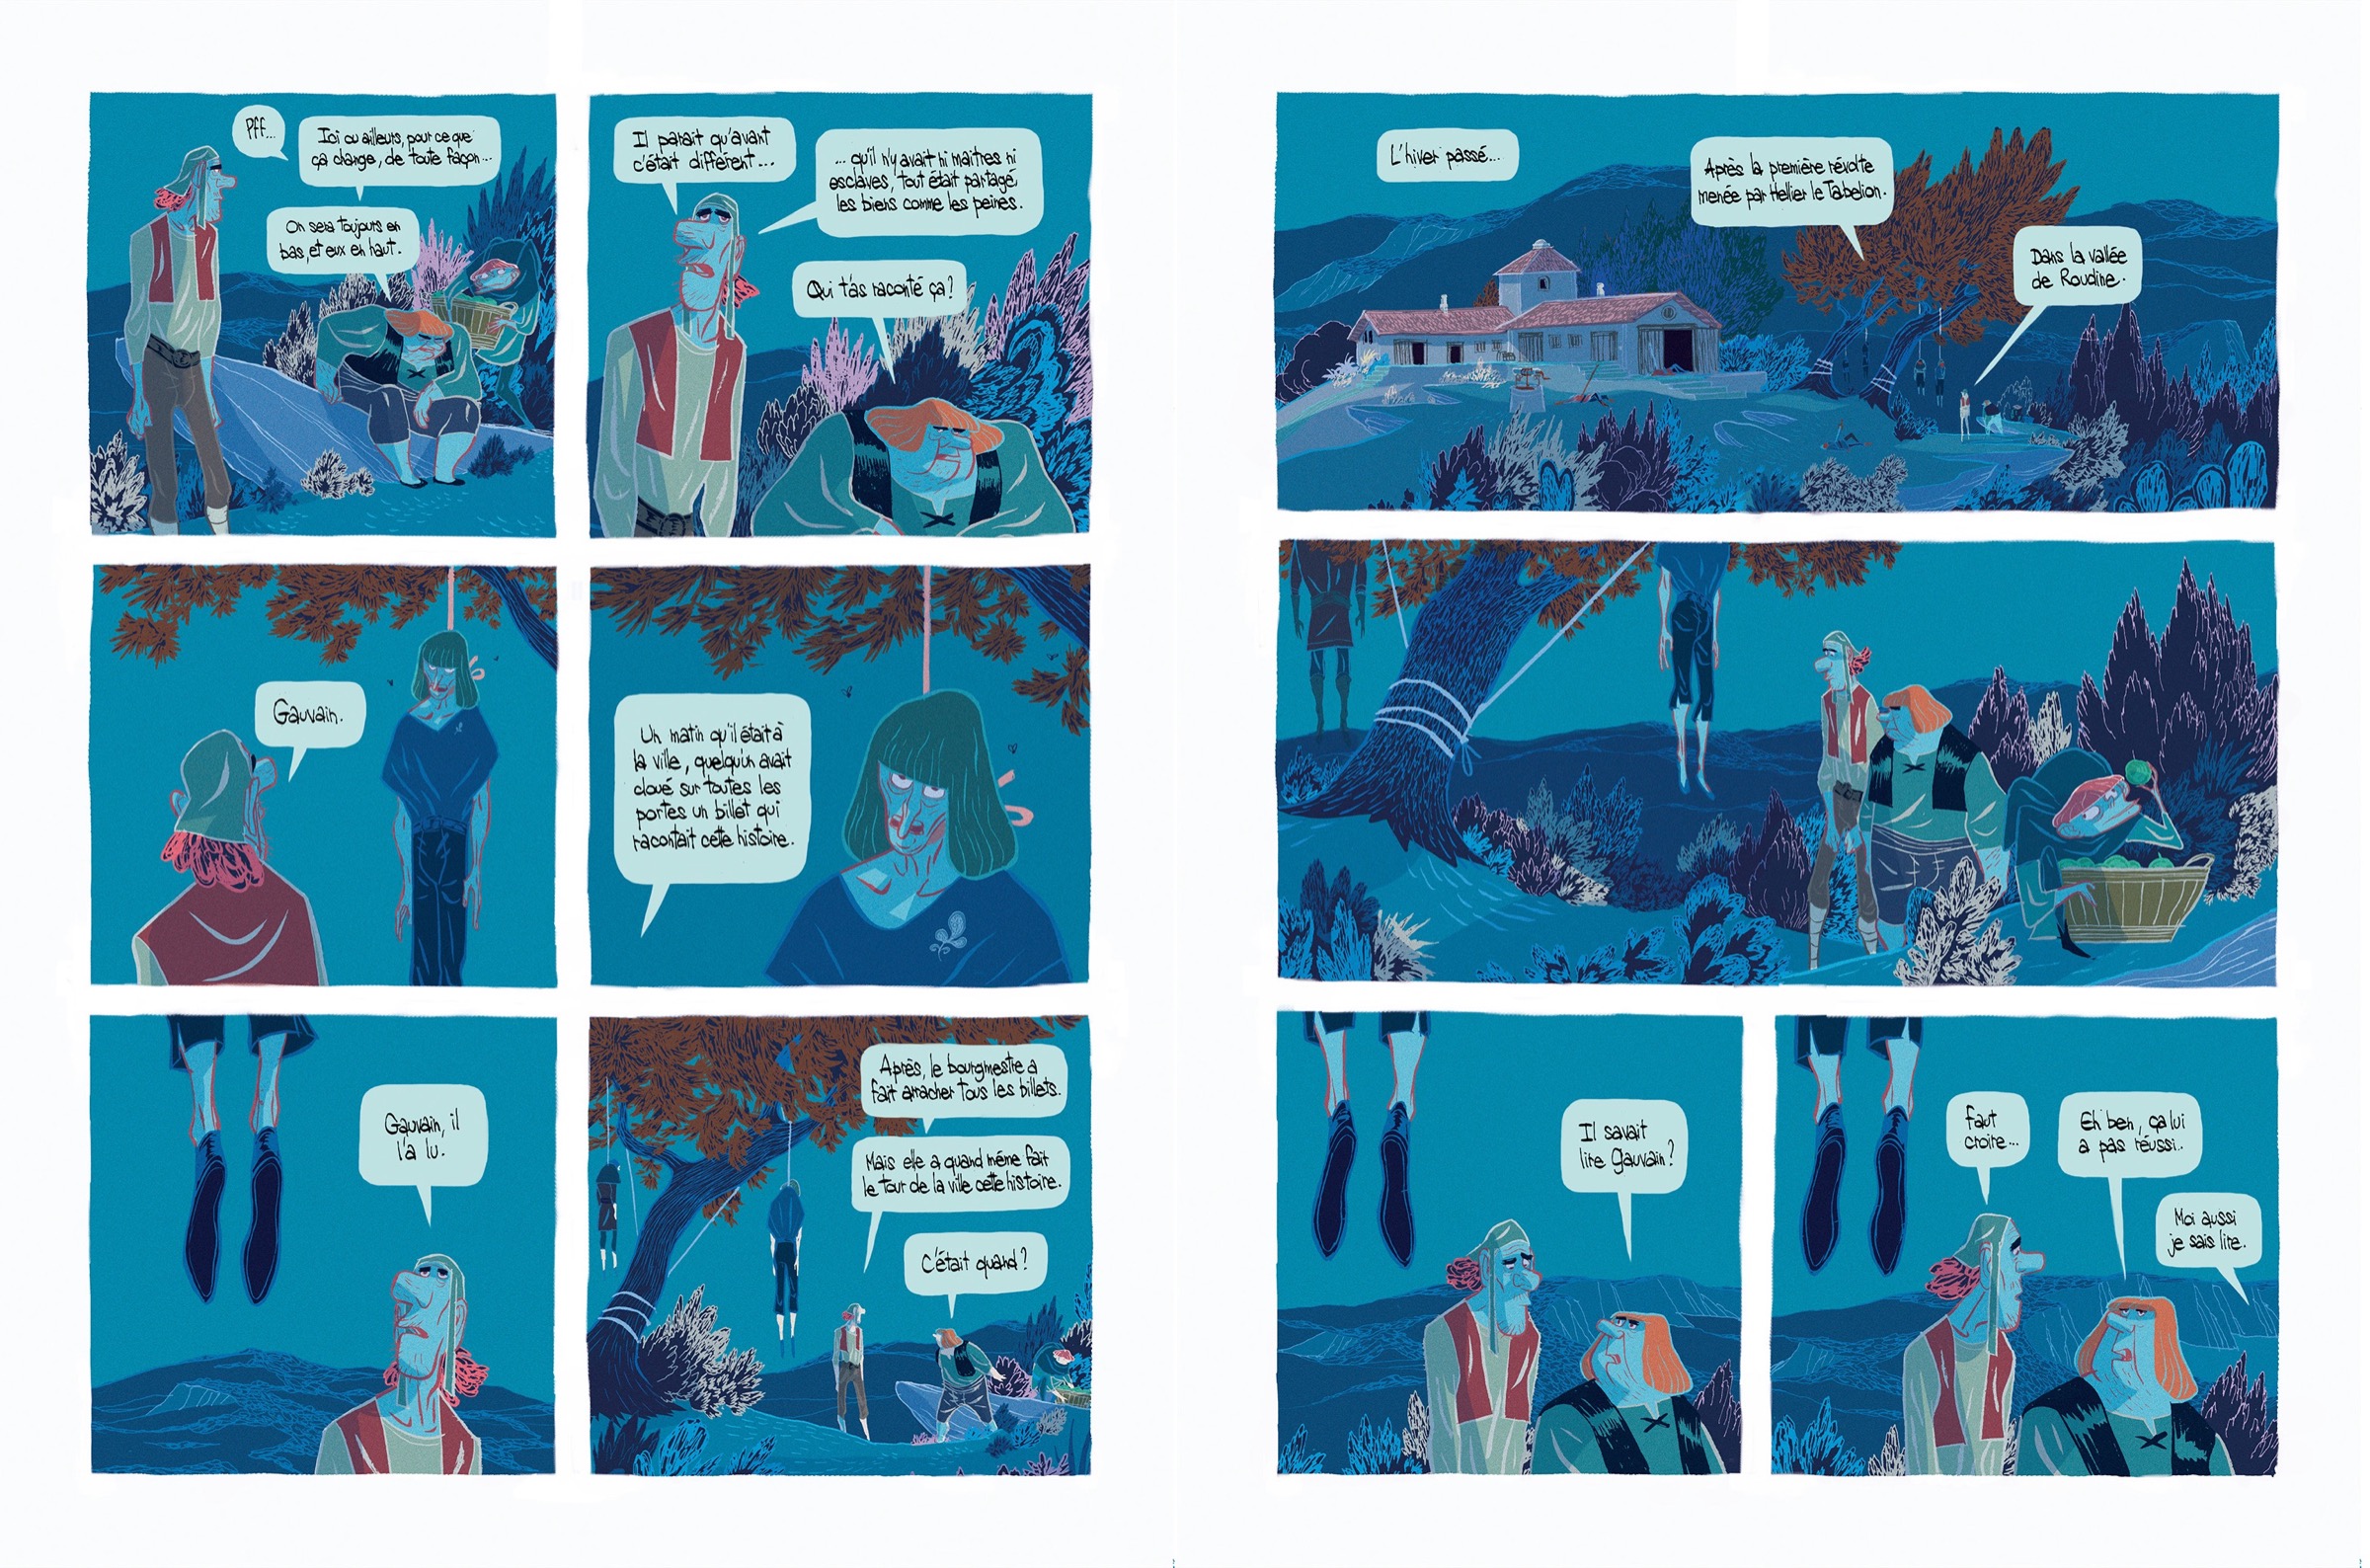 Pff...
Ici ou ailleurs, pour ce que
ça change, de toute façon...
On sera toujours en
bas, et eux en haut.
Il parait qu'avant
c'était différent...
... qu'il n'y avait ni maitres ni
esclaves, tout était partagé,
les biens comme les peines.
Qui t'as raconté ça?
Gauvain.
Un matin qu'il était à
la ville, quelqu'un avait
cloué sur toutes les
portes un billet qui
racontait cette histoire.
Gauvain, il
l'a lu.
Après, le bourgmestre a
fait arracher tous les billets.
Mais elle a quand même fait
le tour de la ville cette histoire.
C'était quand?
L'hiver passé...
Après la première révolte
menée par Hellier le Tabelion.
Dans la vallée
de Roudine.
Il savait
lire Gauvain?
Faut
croire...
Eh ben, ça lui
a pas réussi..
Moi aussi
je sais lire.